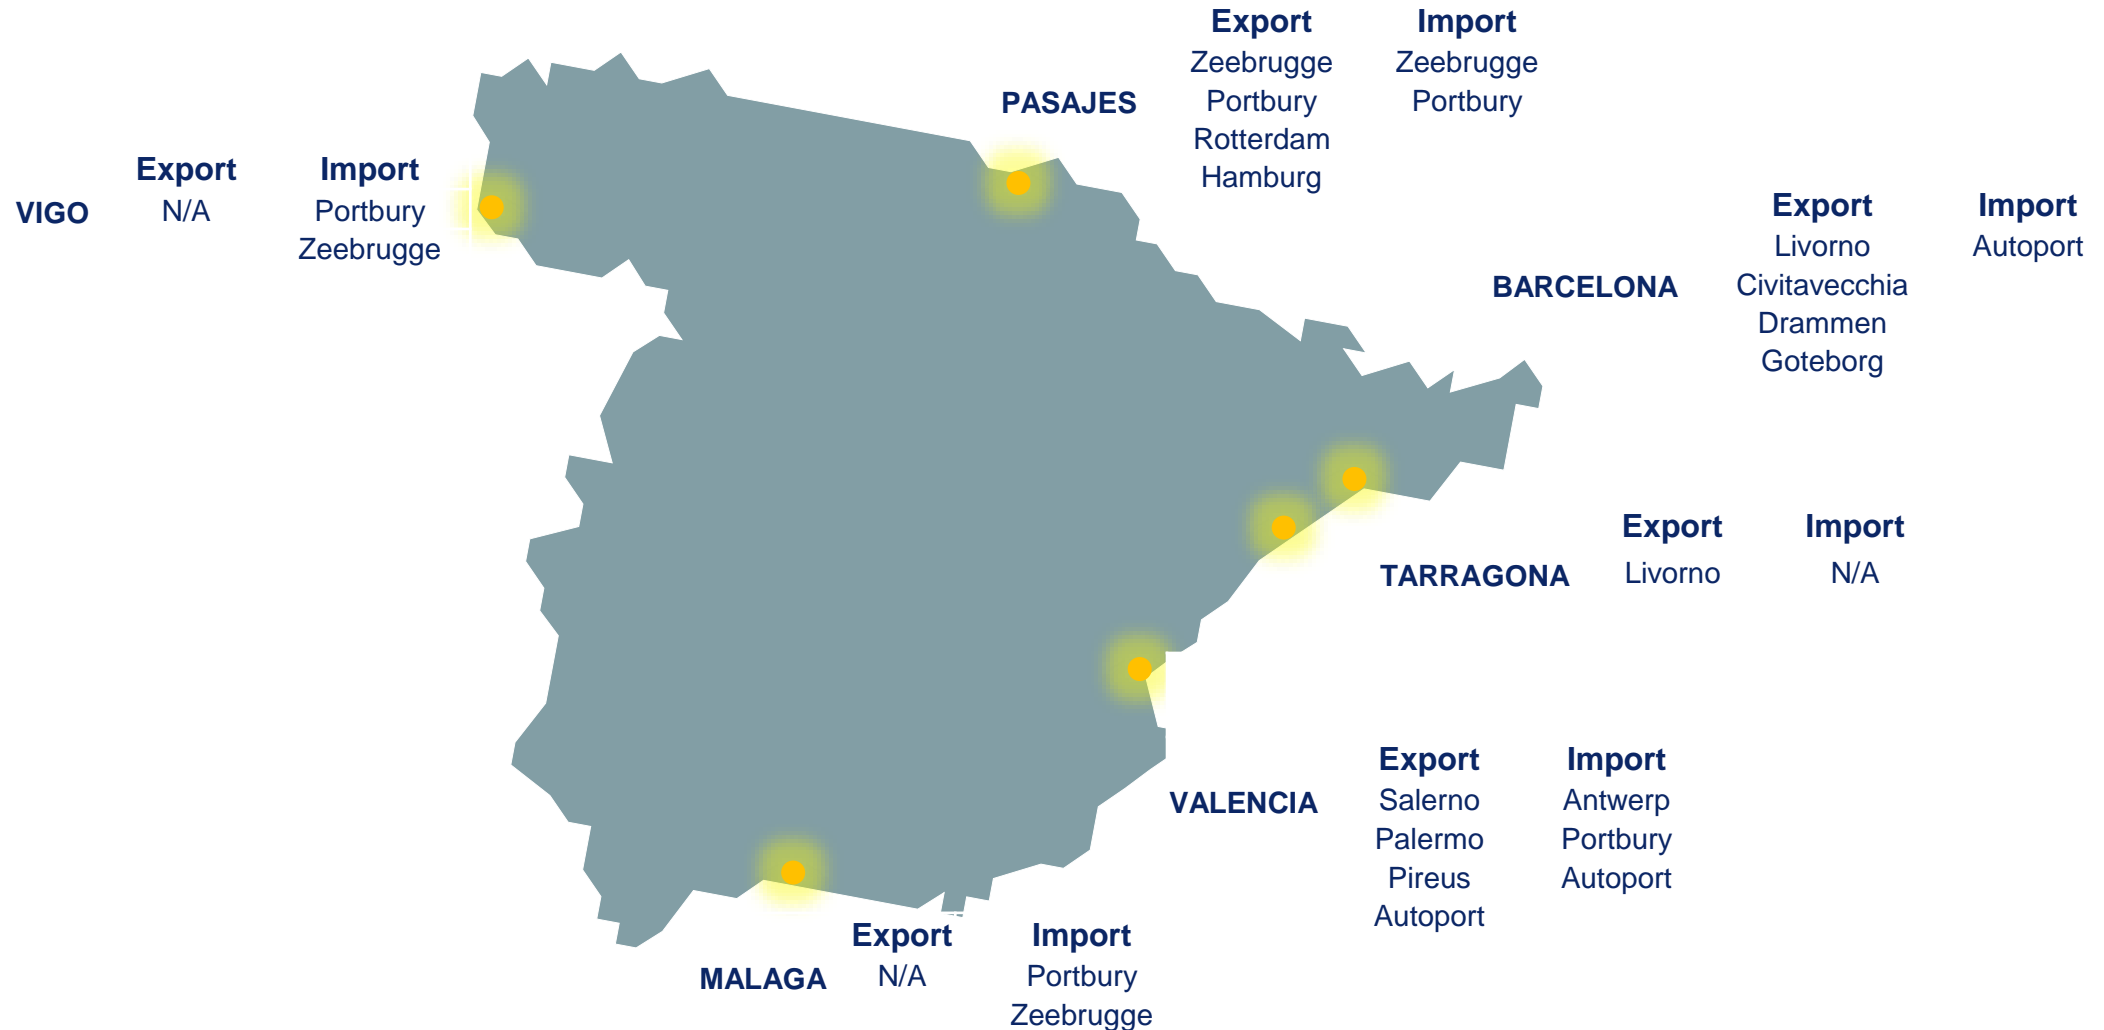 Export Import
Zeebrugge Zeebrugge
PASAJES Portbury Portbury
Rotterdam
Hamburg
Export Import
VIGO N/A Portbury
Zeebrugge
Export Import
Livorno Autoport
BARCELONA Civitavecchia
Drammen
Goteborg
Export Import
TARRAGONA Livorno N/A
Export Import
VALENCIA Salerno Antwerp
Palermo Portbury
Pireus Autoport
Autoport
Export Import
MALAGA N/A Portbury
Zeebrugge